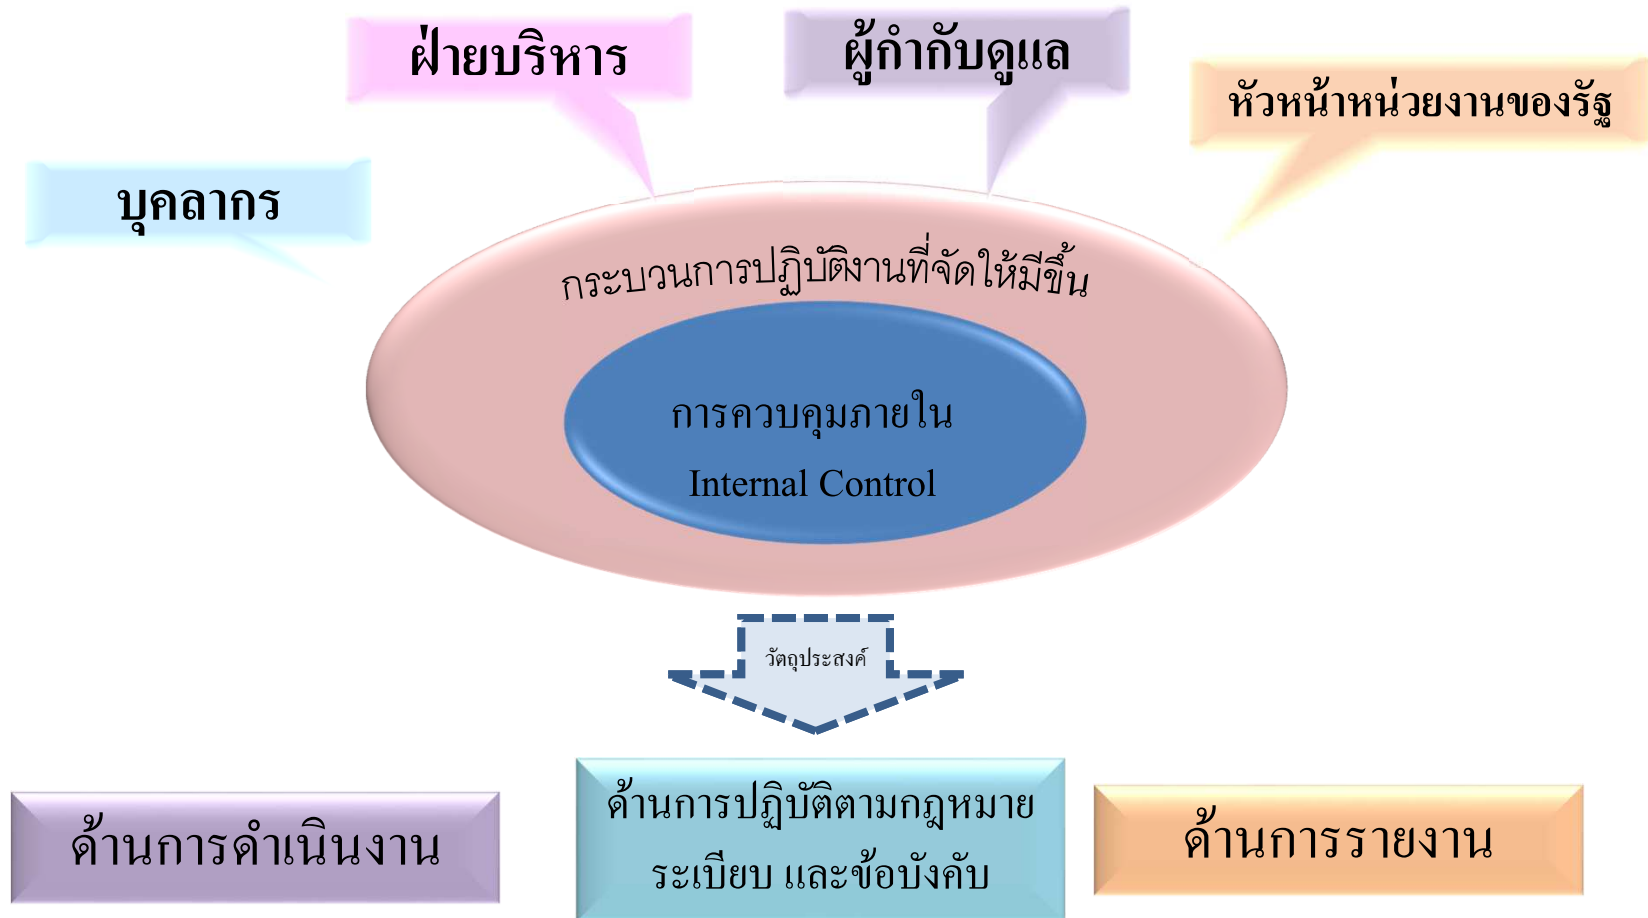 ฝ่ายบริหาร
ผู้กำกับดูแล
หัวหน้าหน่วยงานของรัฐ
บุคลากร
กระบวนการปฏิบัติงานที่จัดให้มีขึ้น
การควบคุมภายใน
Internal Control
วัตถุประสงค์
ด้านการดำเนินงาน
ด้านการปฏิบัติตามกฎหมาย
ระเบียบ และข้อบังคับ
ด้านการรายงาน